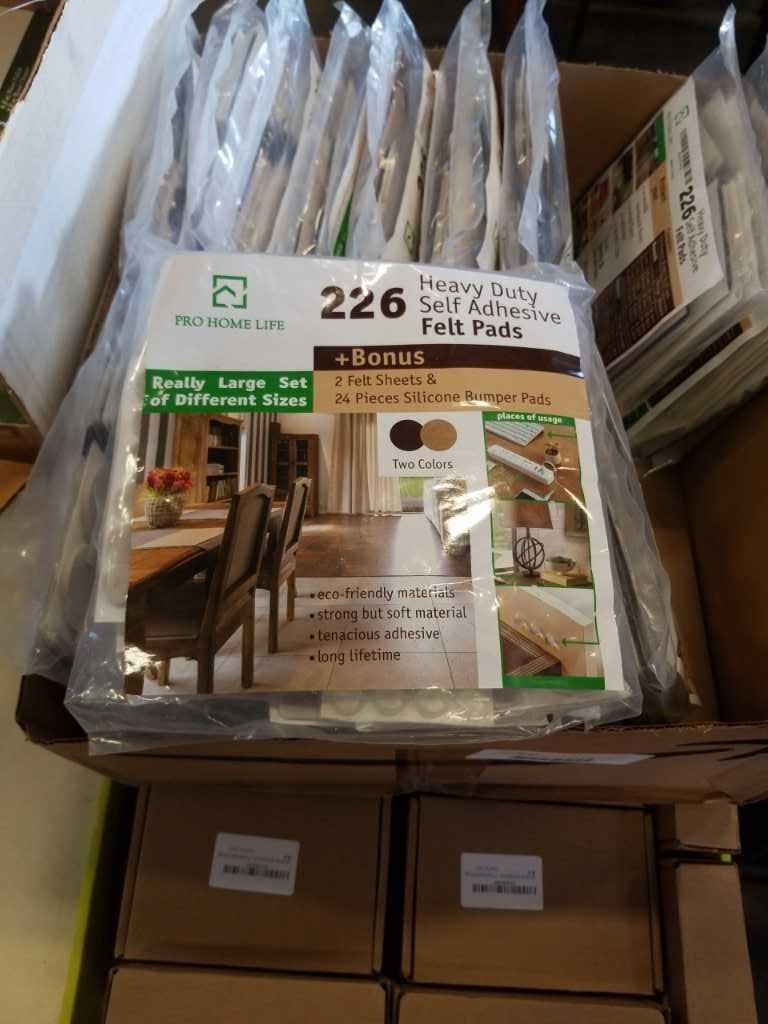 PRO HOME LIFE
226
Heavy Duty
Self Adhesive
Felt Pads
+Bonus
2 Felt Sheets &
24 Pieces Silicone Bumper Pads
Really Large Set
of Different Sizes
Two Colors
places of usage
▪eco-friendly materials
▪strong but soft material
▪tenacious adhesive
▪long lifetime
226
Heavy Duty
Self Adhesive
Felt Pads